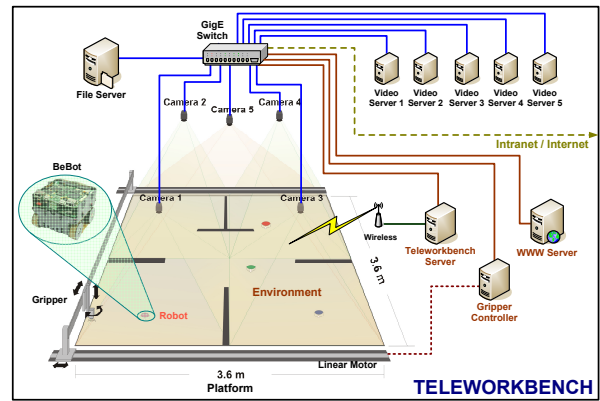 GigE
Switch
File Server
Camera 2
Camera 5
Camera 4
Video
Server 1
Video
Server 2
Video
Server 3
Video
Server 4
Video
Server 5
Intranet / Internet
BeBot
Camera 1
Camera 3
Wireless
Teleworkbench
Server
WWW Server
3.6 m
Gripper
Robot
Environment
Gripper
Controller
Linear Motor
3.6 m
Platform
TELEWORKBENCH